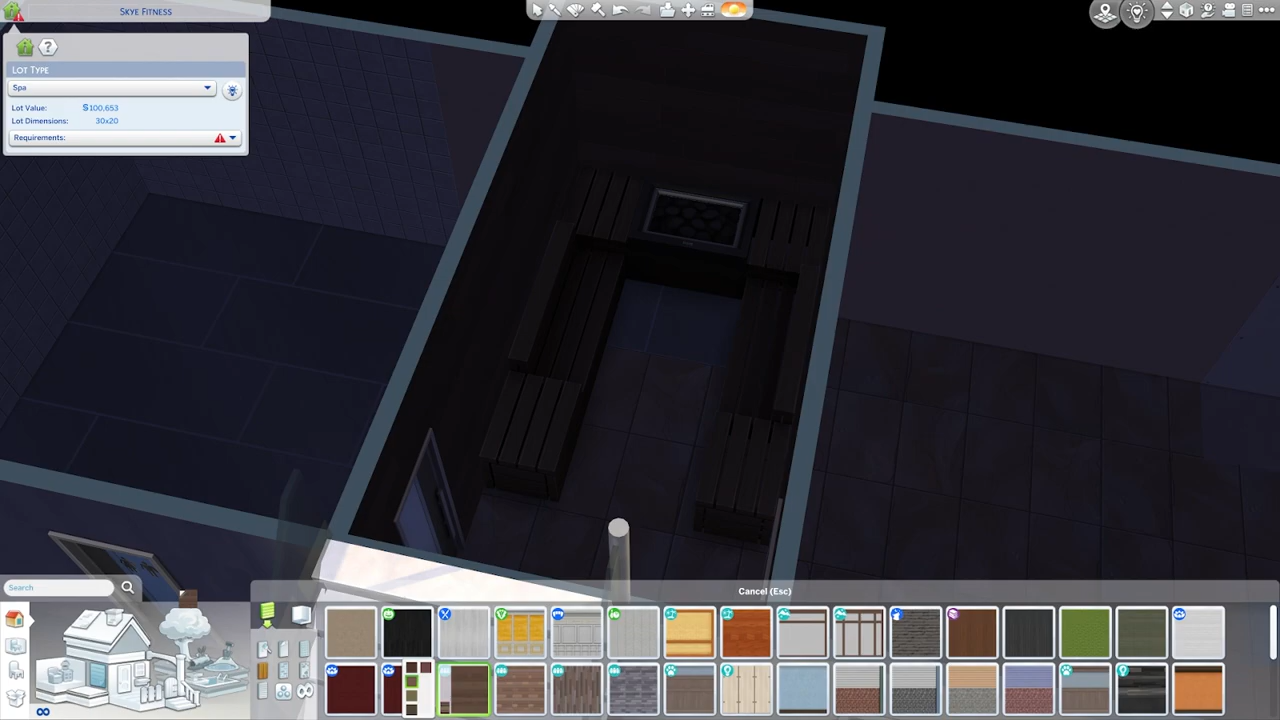 Skye Fitness
Lot Type
Spa
Lot Value: §100,653
Lot Dimensions: 30x20
Requirements:
Cancel (Esc)
Search